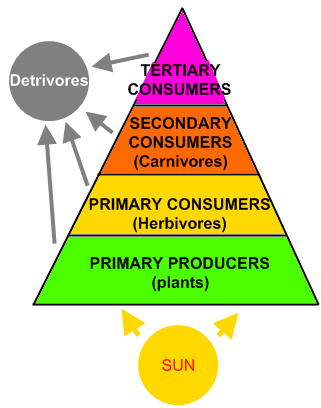 Detrivores
TERTIARY
CONSUMERS
SECONDARY
CONSUMERS
(Carnivores)
PRIMARY CONSUMERS
(Herbivores)
PRIMARY PRODUCERS
(plants)
SUN